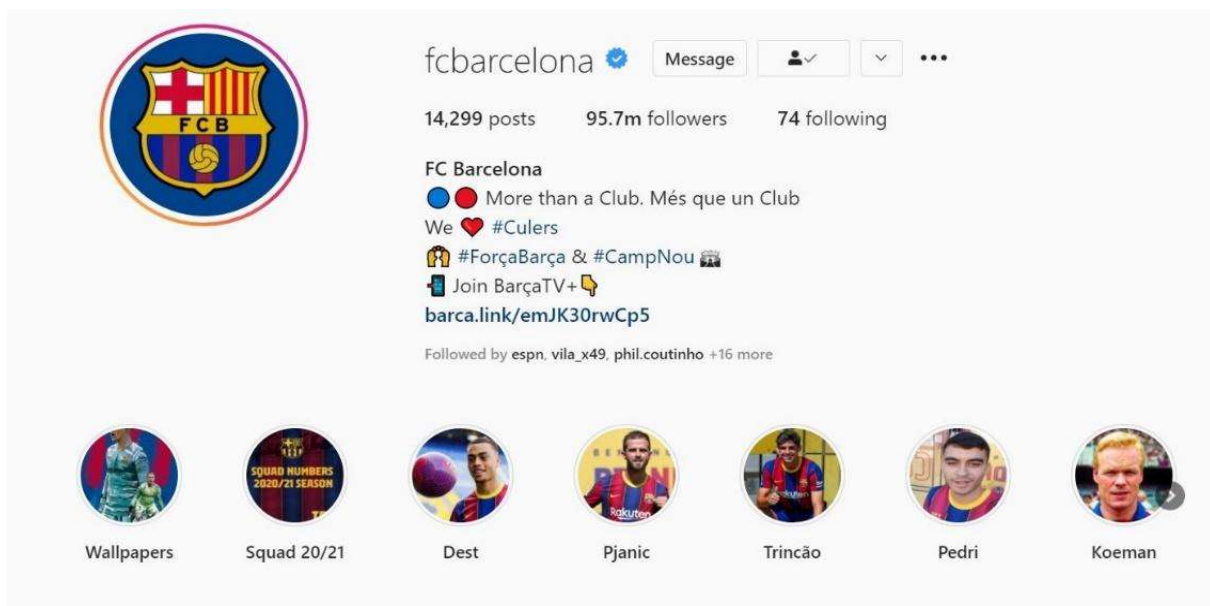 fcbarcelona Message
14,299 posts 95.7m followers 74 following
FC Barcelona
More than a Club. Més que un Club
We #Culers
#ForçaBarça & #CampNou
Join BarçaTV+
barca.link/emJK30rwCp5
Followed by espn, vila_x49, phil.coutinho +16 more
FCB
SQUAD NUMBERS
2020/21 SEASON
Rakuten
Wallpapers Squad 20/21 Dest Pjanic Trincão Pedri Koeman